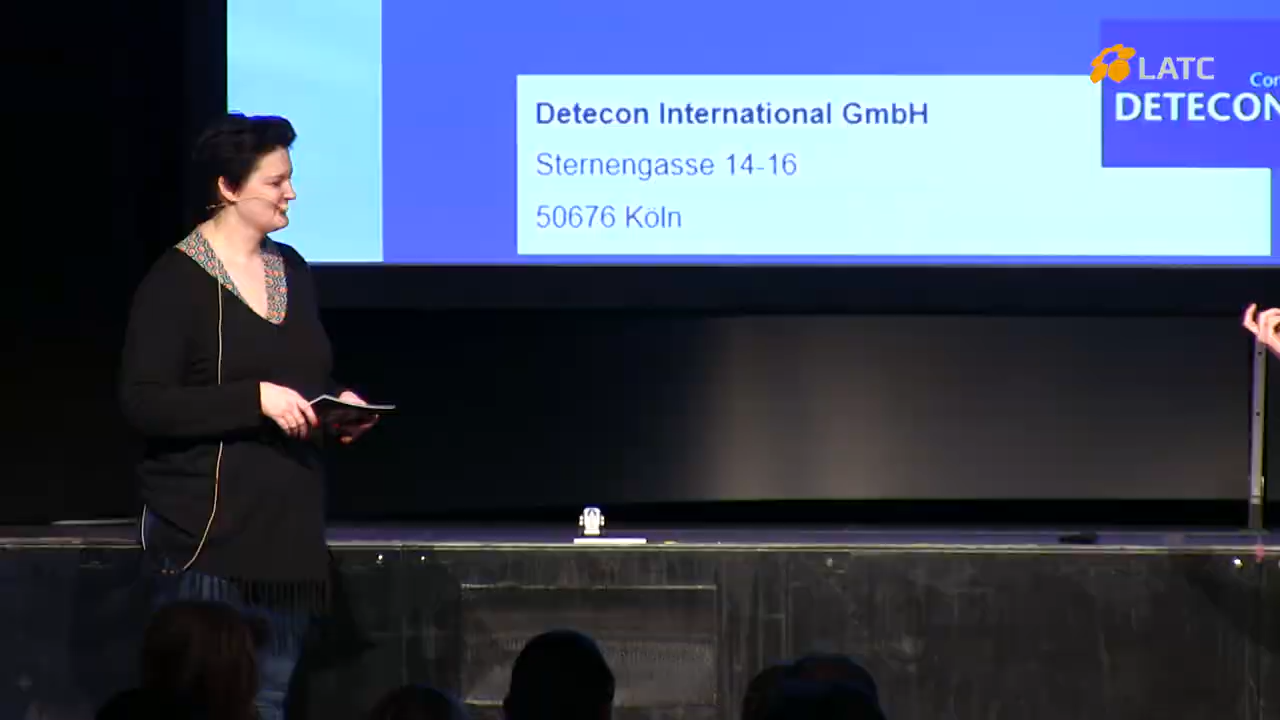 LATC
DETECON
Detecon International GmbH
Sternengasse 14-16
50676 Köln